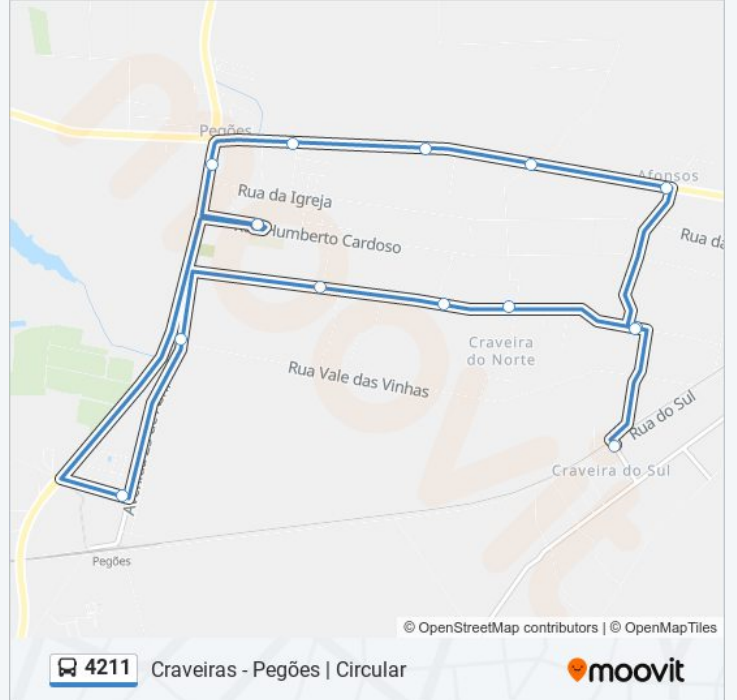 Pegões
Afonsos
Rua da Igreja
Humberto Cardoso
Rua da
Craveira
do Norte
Rua Vale das Vinhas
Rua do Sul
Craveira do Sul
Pegões
© OpenStreetMap contributors | © OpenMapTiles
4211 Craveiras - Pegões | Circular
moovit
moovit